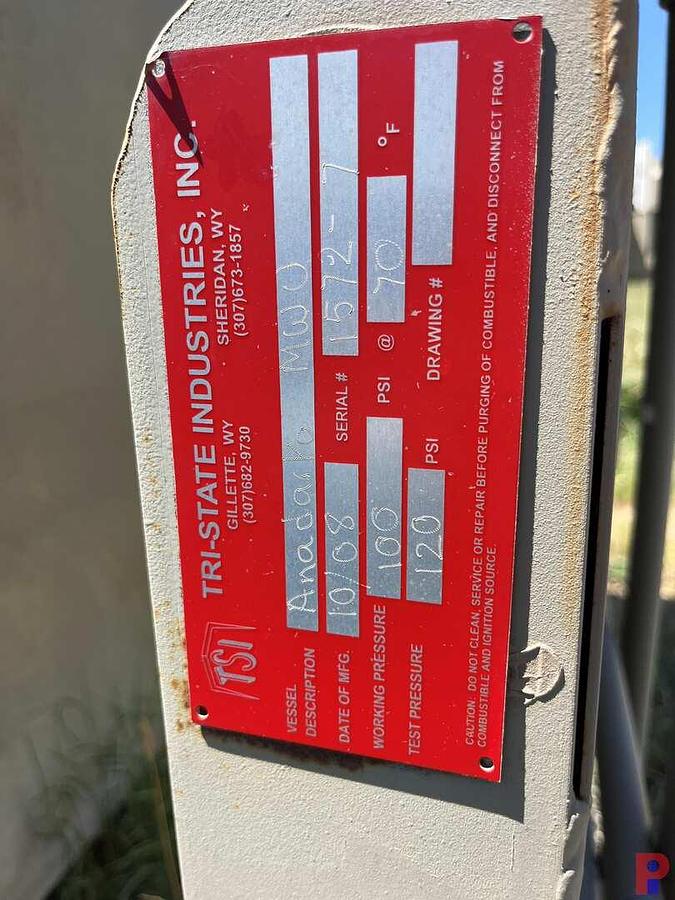 TSI
TRI-STATE INDUSTRIES, INC.
GILLETTE, WY SHERIDAN, WY
(307)682-9730 (307)673-1857
VESSEL
DESCRIPTION Anadarko MWO
DATE OF MFG. 10/08 SERIAL # 1572-7
WORKING PRESSURE 100 PSI @ 70 °F
TEST PRESSURE 120 PSI DRAWING #
CAUTION: DO NOT CLEAN, SERVICE OR REPAIR BEFORE PURGING OF COMBUSTIBLE, AND DISCONNECT FROM
COMBUSTIBLE AND IGNITION SOURCE.